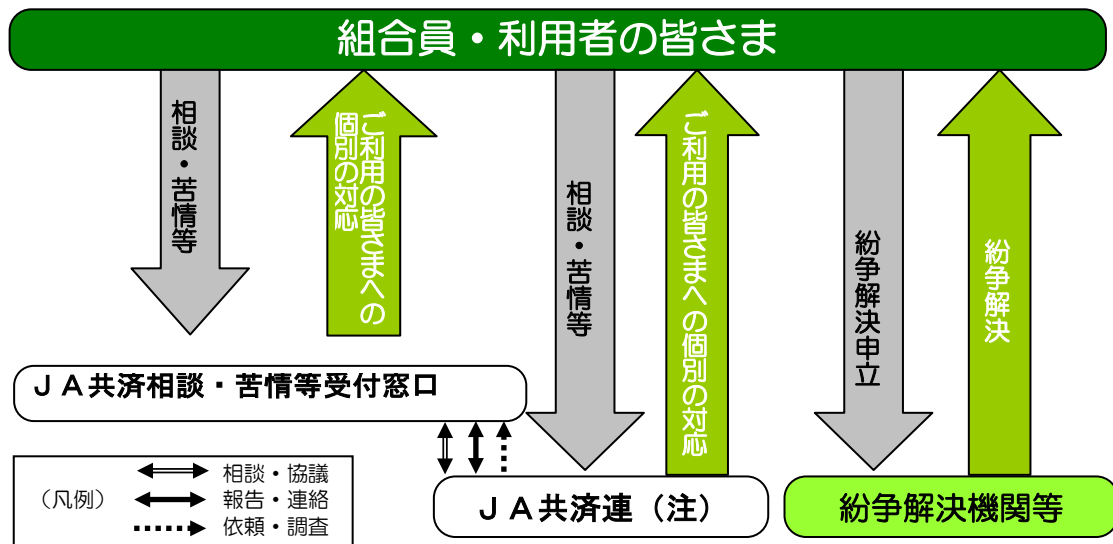 組合員・利用者の皆さま
相談・苦情等
ご利用の皆さまへの
個別の対応
相談・苦情等
ご利用の皆さまへの個別の対応
紛争解決申立
紛争解決
ＪＡ共済相談・苦情等受付窓口
（凡例）
相談・協議
報告・連絡
依頼・調査
ＪＡ共済連（注）
紛争解決機関等